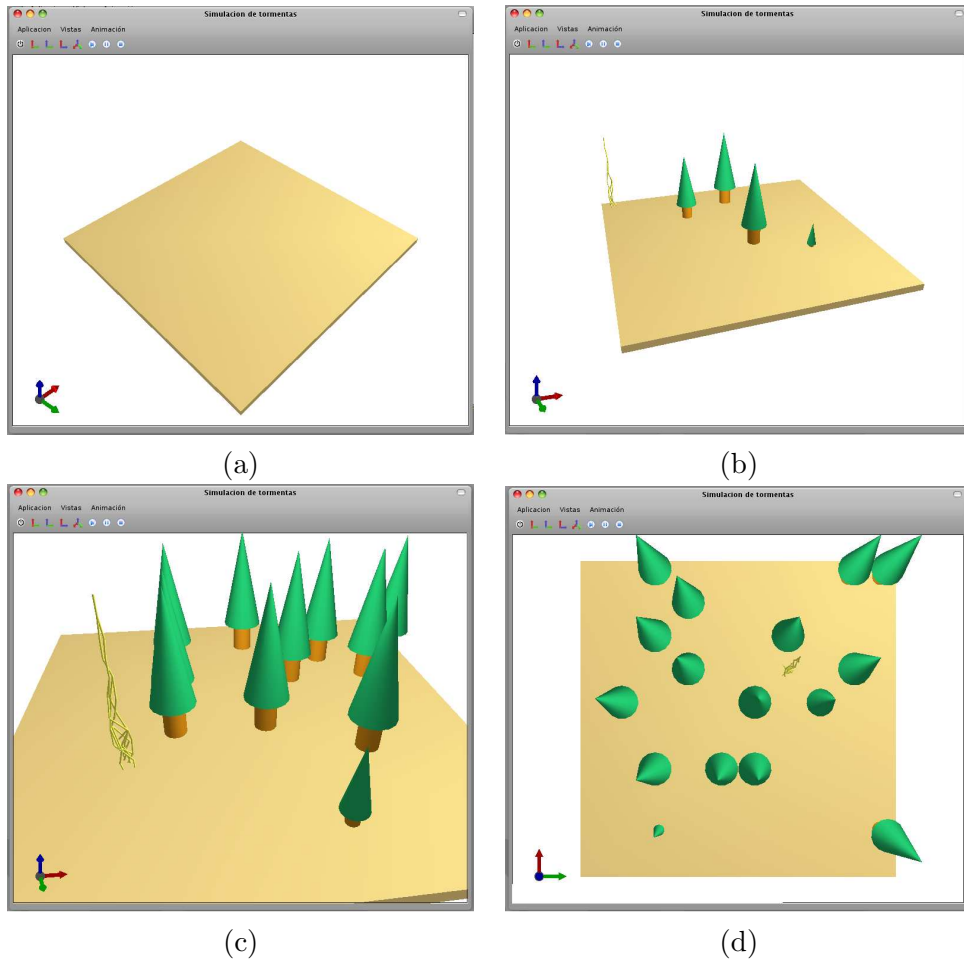 Simulacion de tormentas
Aplicacion Vistas Animación
(a)
Simulacion de tormentas
Aplicacion Vistas Animación
(b)
Simulacion de tormentas
Aplicacion Vistas Animación
(c)
Simulacion de tormentas
Aplicacion Vistas Animación
(d)